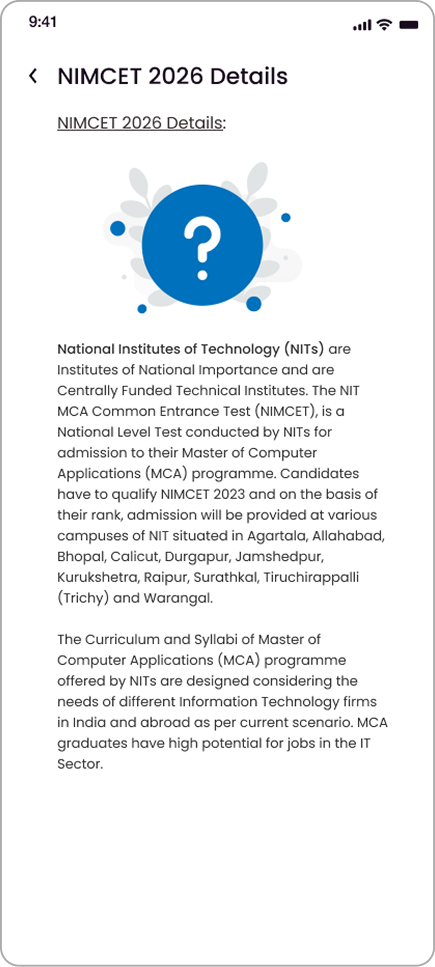 9:41
NIMCET 2026 Details
NIMCET 2026 Details:
?
National Institutes of Technology (NITs) are
Institutes of National Importance and are
Centrally Funded Technical Institutes. The NIT
MCA Common Entrance Test (NIMCET), is a
National Level Test conducted by NITs for
admission to their Master of Computer
Applications (MCA) programme. Candidates
have to qualify NIMCET 2023 and on the basis of
their rank, admission will be provided at various
campuses of NIT situated in Agartala, Allahabad,
Bhopal, Calicut, Durgapur, Jamshedpur,
Kurukshetra, Raipur, Surathkal, Tiruchirappalli
(Trichy) and Warangal.
The Curriculum and Syllabi of Master of
Computer Applications (MCA) programme
offered by NITs are designed considering the
needs of different Information Technology firms
in India and abroad as per current scenario. MCA
graduates have high potential for jobs in the IT
Sector.